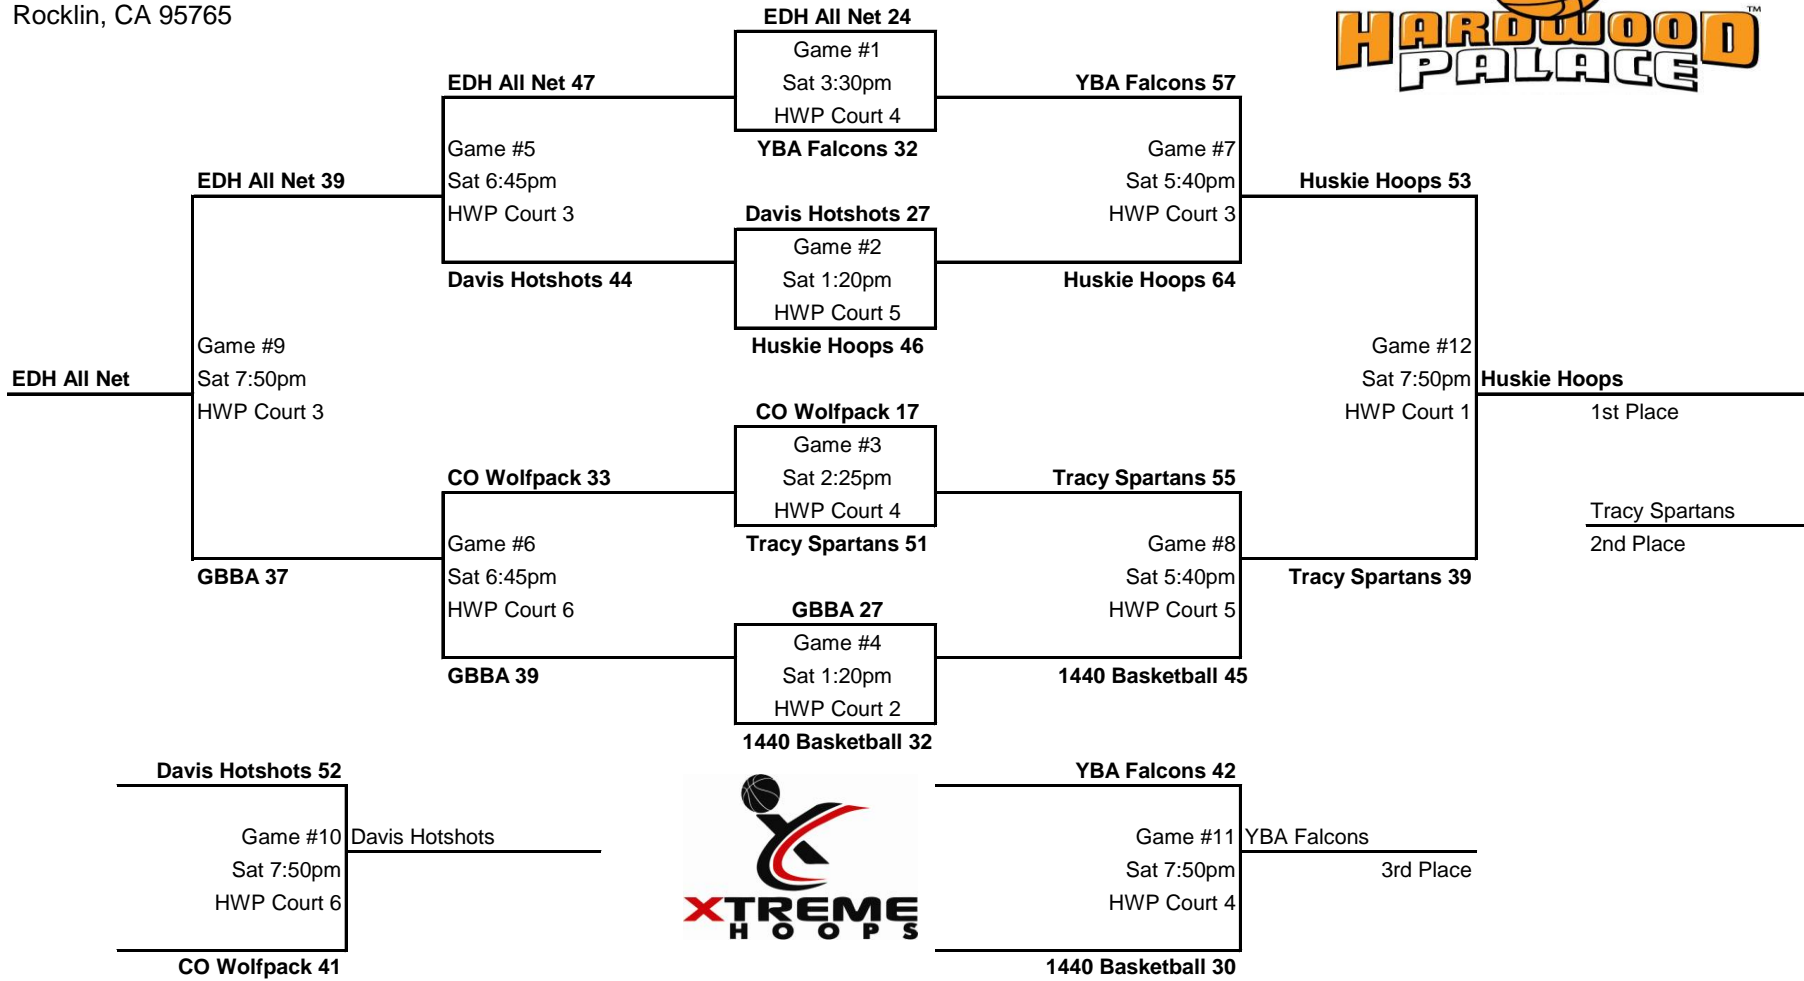 Rocklin, CA 95765
HARDWOOD
PALACE
TM
EDH All Net 24
Game #1
Sat 3:30pm
HWP Court 4
YBA Falcons 32
EDH All Net 47
Game #5
Sat 6:45pm
HWP Court 3
Davis Hotshots 44
YBA Falcons 57
Game #7
Sat 5:40pm
HWP Court 3
Huskie Hoops 64
EDH All Net 39
Huskie Hoops 53
Davis Hotshots 27
Game #2
Sat 1:20pm
HWP Court 5
Huskie Hoops 46
Game #9
Sat 7:50pm
HWP Court 3
EDH All Net
Game #12
Sat 7:50pm
HWP Court 1
Huskie Hoops
1st Place
CO Wolfpack 17
Game #3
Sat 2:25pm
HWP Court 4
Tracy Spartans 51
CO Wolfpack 33
Game #6
Sat 6:45pm
HWP Court 6
GBBA 39
Tracy Spartans 55
Game #8
Sat 5:40pm
HWP Court 5
1440 Basketball 45
Tracy Spartans
2nd Place
GBBA 37
Tracy Spartans 39
GBBA 27
Game #4
Sat 1:20pm
HWP Court 2
1440 Basketball 32
Davis Hotshots 52
Game #10
Sat 7:50pm
HWP Court 6
Davis Hotshots
CO Wolfpack 41
XTREME
HOOPS
YBA Falcons 42
Game #11
Sat 7:50pm
HWP Court 4
YBA Falcons
3rd Place
1440 Basketball 30